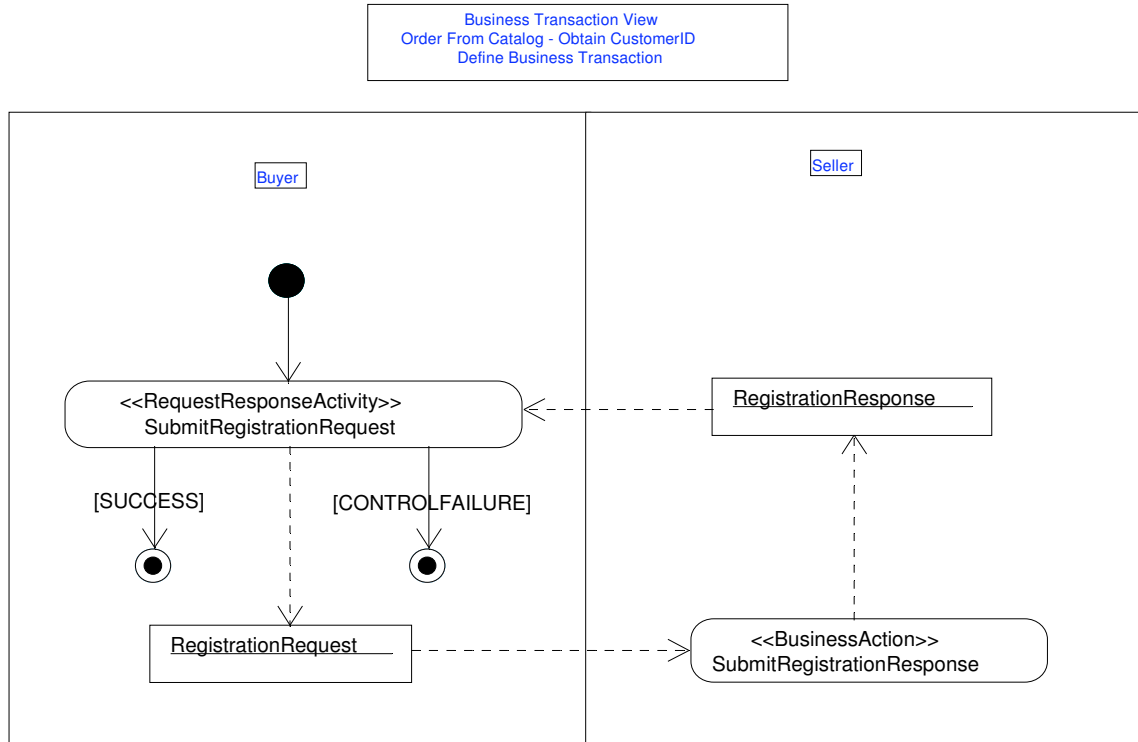 Business Transaction View
Order From Catalog - Obtain CustomerID
Define Business Transaction
Buyer
Seller
<<RequestResponseActivity>>
SubmitRegistrationRequest
RegistrationResponse
[SUCCESS]
[CONTROLFAILURE]
RegistrationRequest
<<BusinessAction>>
SubmitRegistrationResponse